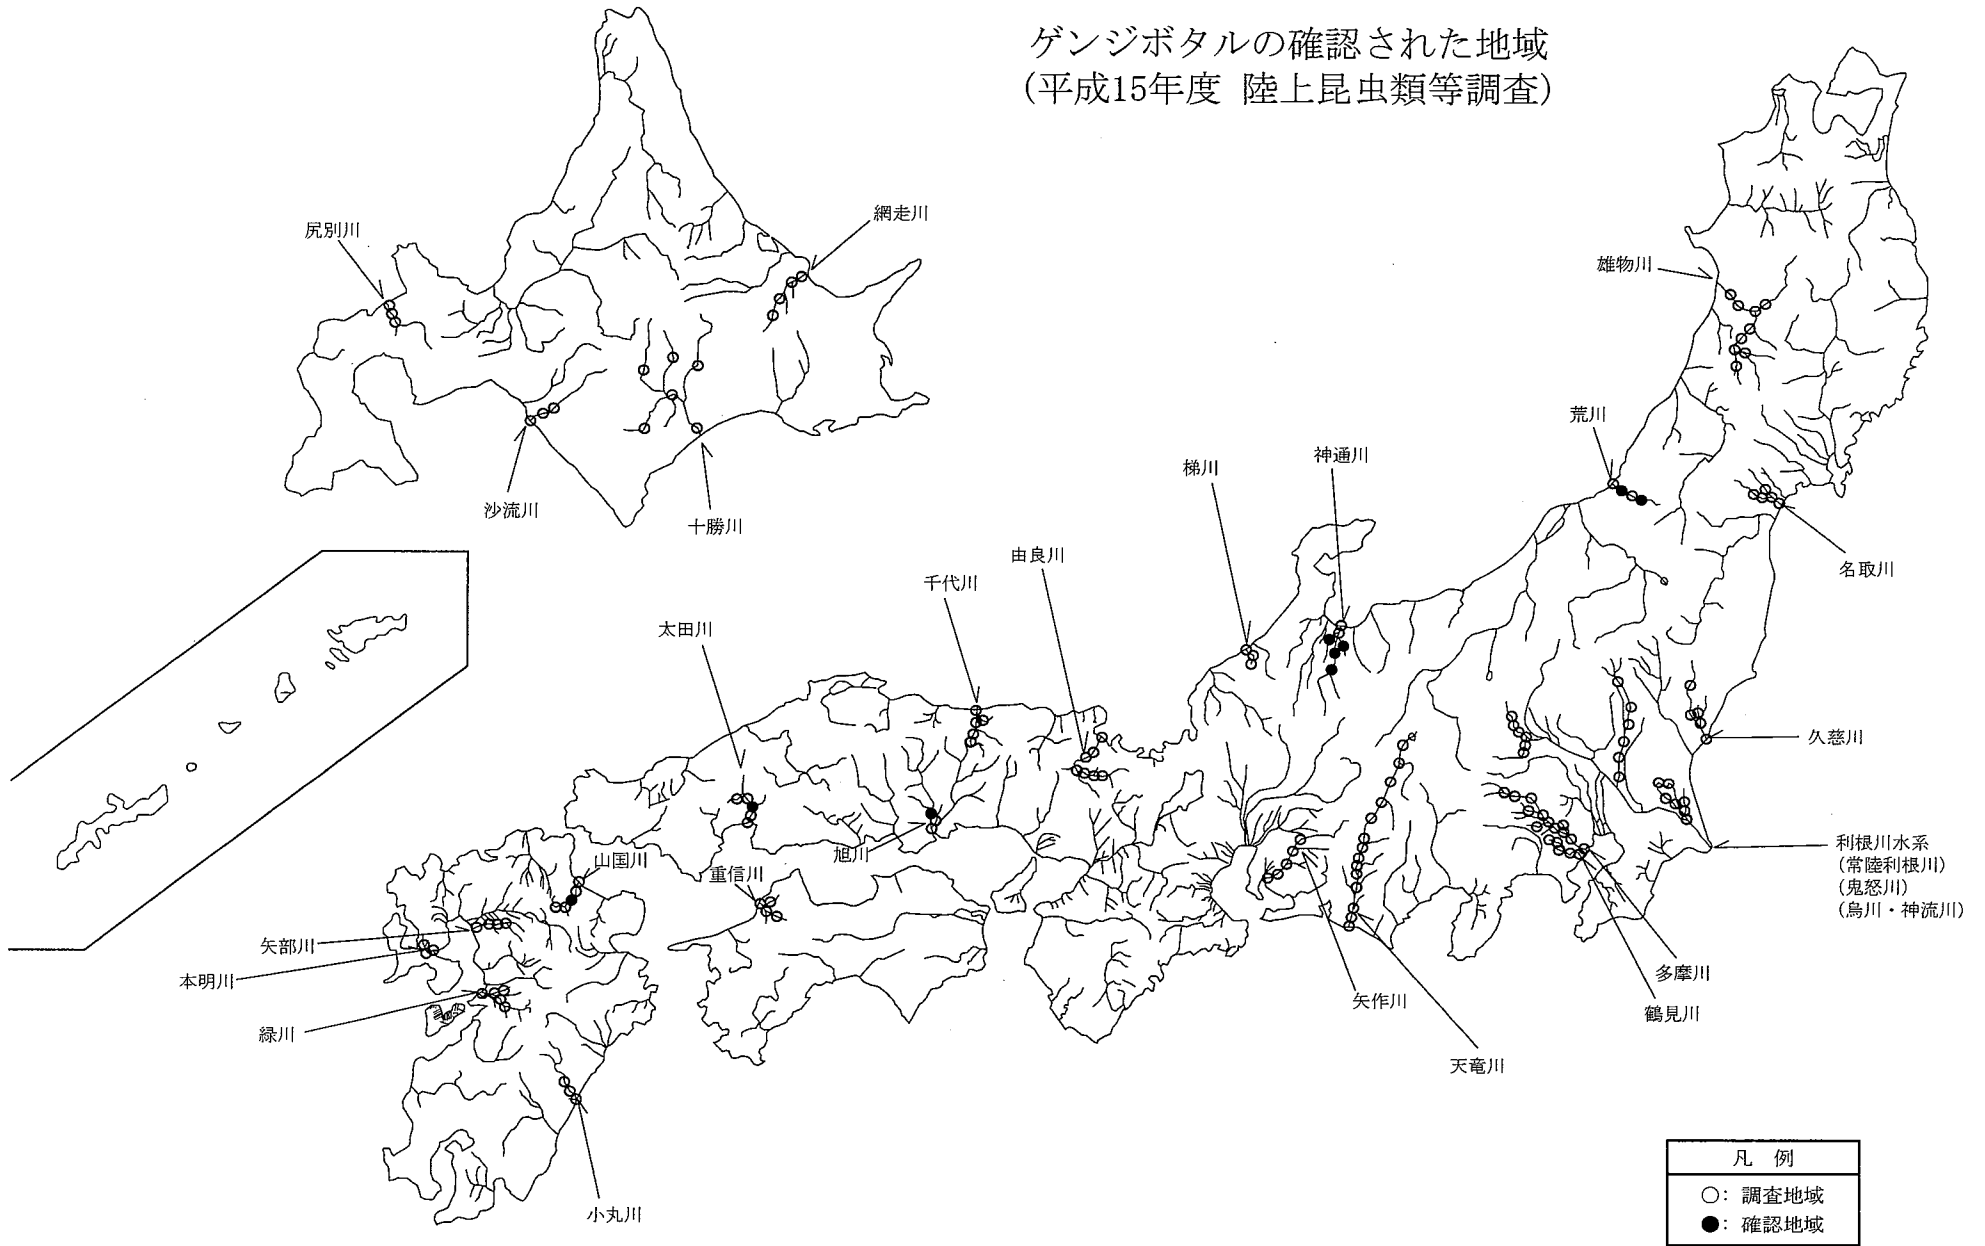 ゲンジボタルの確認された地域
(平成15年度 陸上昆虫類等調査)
尻別川
網走川
沙流川
十勝川
雄物川
荒川
名取川
神通川
梯川
由良川
千代川
太田川
久慈川
利根川水系
(常陸利根川)
(鬼怒川)
(烏川・神流川)
旭川
山国川
重信川
矢部川
本明川
緑川
小丸川
多摩川
鶴見川
矢作川
天竜川
凡 例
○: 調査地域
●: 確認地域